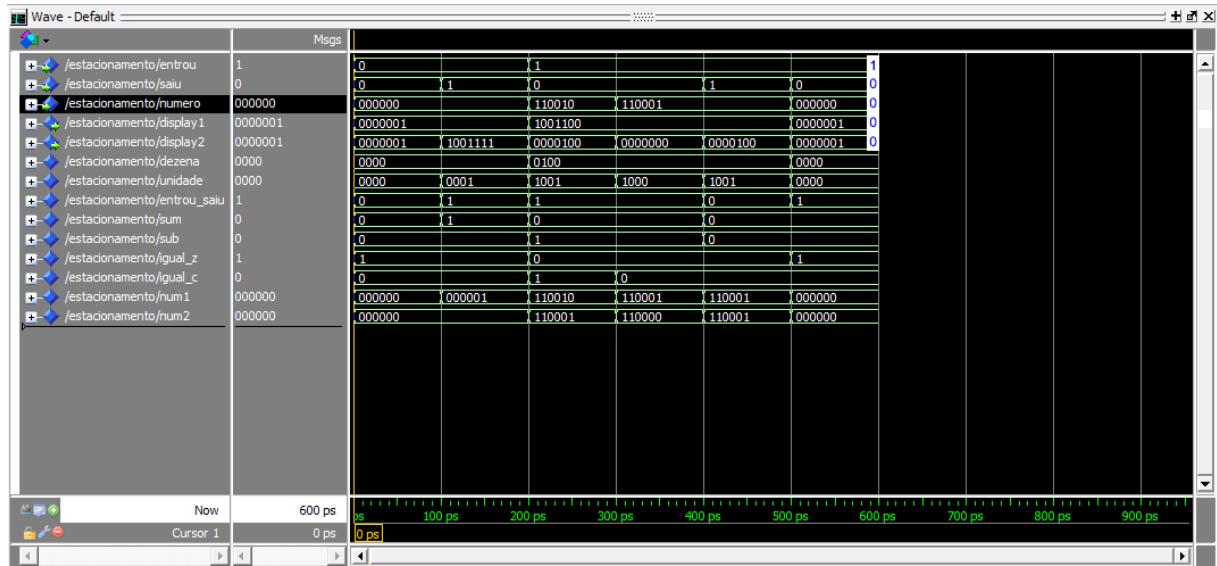 Wave - Default
Msgs
/estacionamento/entrou 1 0 1 1
/estacionamento/saiu 0 0 1 0 1 0 0
/estacionamento/numero 000000 000000 110010 110001 000000 0
/estacionamento/display1 0000001 0000001 1001100 0000001 0
/estacionamento/display2 0000001 0000001 1001111 0000100 0000000 0000100 0000001 0
/estacionamento/dezena 0000 0000 0100 0000
/estacionamento/unidade 0000 0000 0001 1001 1000 1001 0000
/estacionamento/entrou_saiu 1 0 1 1 0 1
/estacionamento/sum 0 0 1 0 0
/estacionamento/sub 0 0 1 0
/estacionamento/igual_z 1 1 0 1
/estacionamento/igual_c 0 0 1 0
/estacionamento/num1 000000 000000 000001 110010 110001 110001 000000
/estacionamento/num2 000000 000000 110001 110000 110001 000000
Now 600 ps ps 100 ps 200 ps 300 ps 400 ps 500 ps 600 ps 700 ps 800 ps 900 ps
Cursor 1 0 ps 0 ps